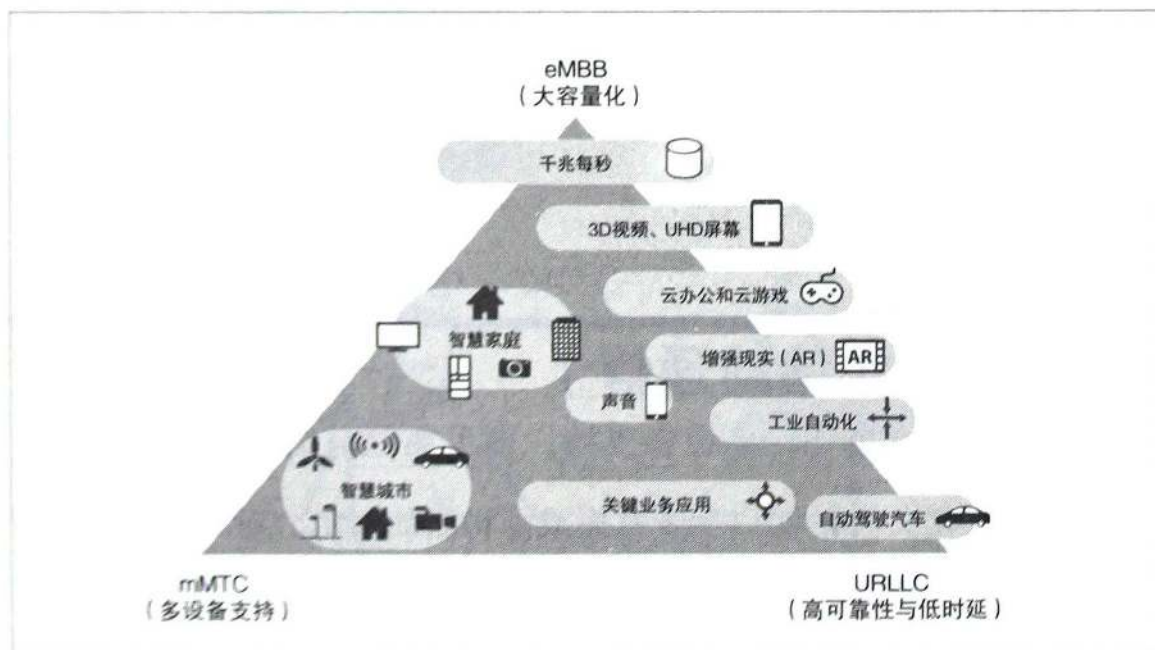 eMBB
（大容量化）
千兆每秒
3D视频、UHD屏幕
云办公和云游戏
智慧家庭
增强现实（AR） AR
声音
工业自动化
智慧城市
关键业务应用
自动驾驶汽车
mMTC
（多设备支持）
URLLC
（高可靠性与低时延）